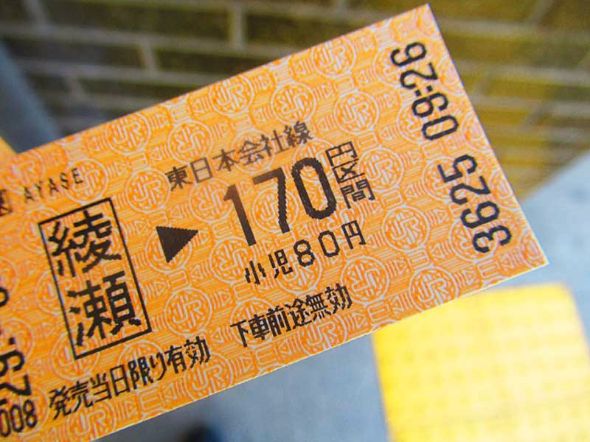 AYASE
綾瀬
東日本会社線
▶170円区間
小児80円
発売当日限り有効 下車前途無効
3625 09:26